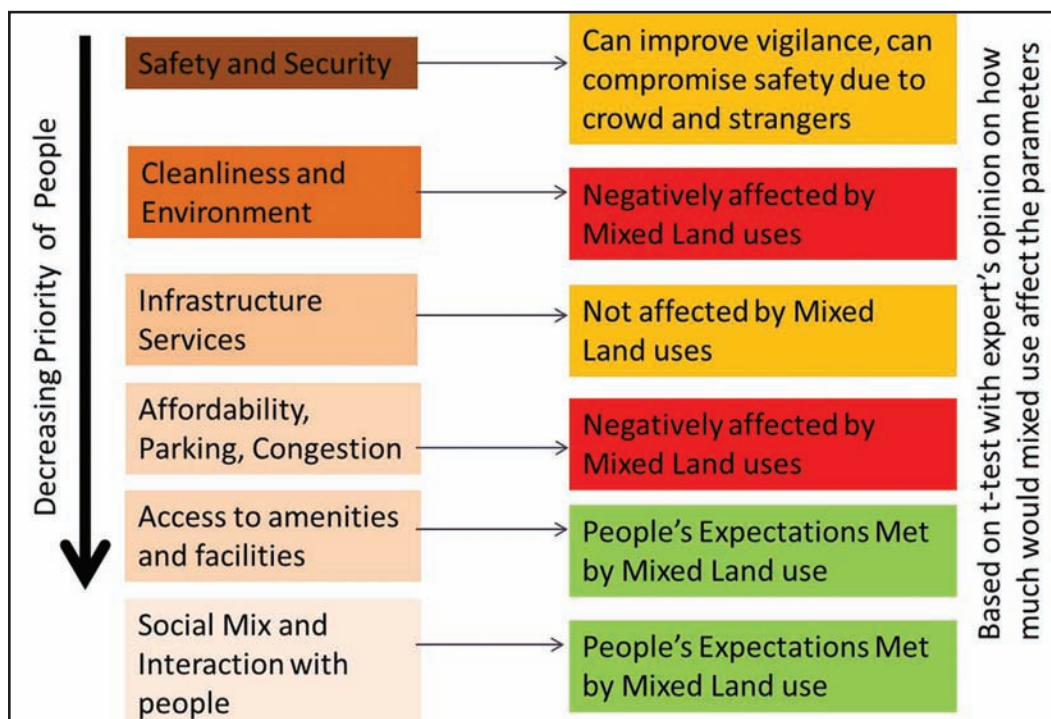 Decreasing Priority of People
Safety and Security
Can improve vigilance, can
compromise safety due to
crowd and strangers
Cleanliness and
Environment
Negatively affected by
Mixed Land uses
Infrastructure
Services
Not affected by Mixed
Land uses
Affordability,
Parking, Congestion
Negatively affected by
Mixed Land uses
Access to amenities
and facilities
People’s Expectations Met
by Mixed Land use
Social Mix and
Interaction with
people
People’s Expectations Met
by Mixed Land use
Based on t-test with expert’s opinion on how
much would mixed use affect the parameters